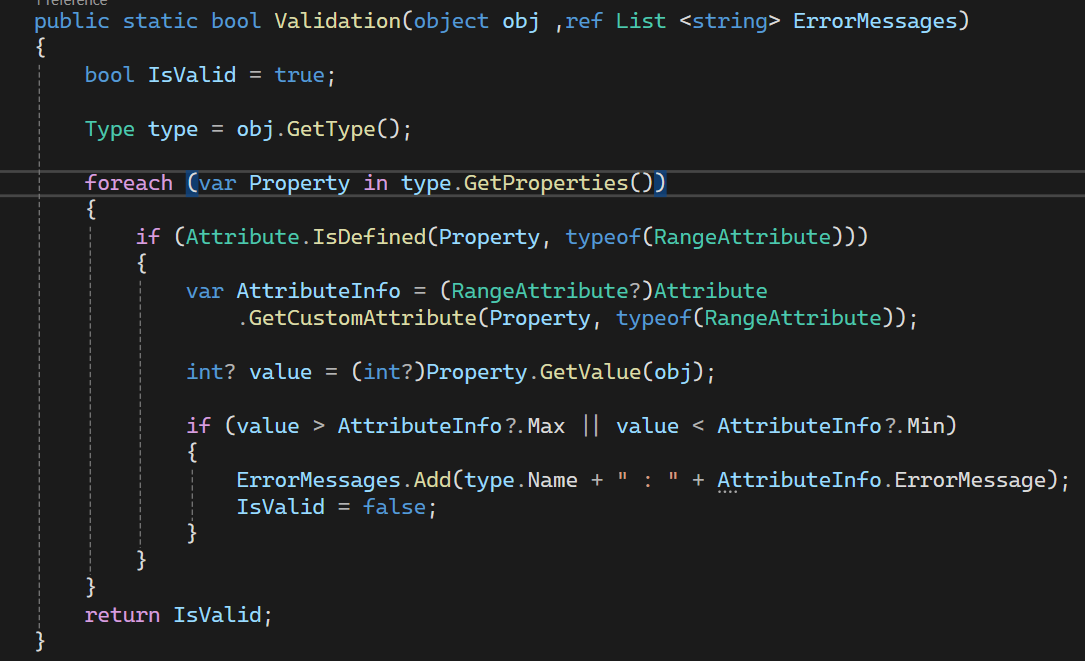 1 reference
public static bool Validation(object obj ,ref List <string> ErrorMessages)
{
bool IsValid = true;
Type type = obj.GetType();
foreach (var Property in type.GetProperties())
{
if (Attribute.IsDefined(Property, typeof(RangeAttribute)))
{
var AttributeInfo = (RangeAttribute?)Attribute
.GetCustomAttribute(Property, typeof(RangeAttribute));
int? value = (int?)Property.GetValue(obj);
if (value > AttributeInfo?.Max || value < AttributeInfo?.Min)
{
ErrorMessages.Add(type.Name + " : " + AttributeInfo.ErrorMessage);
IsValid = false;
}
}
}
return IsValid;
}